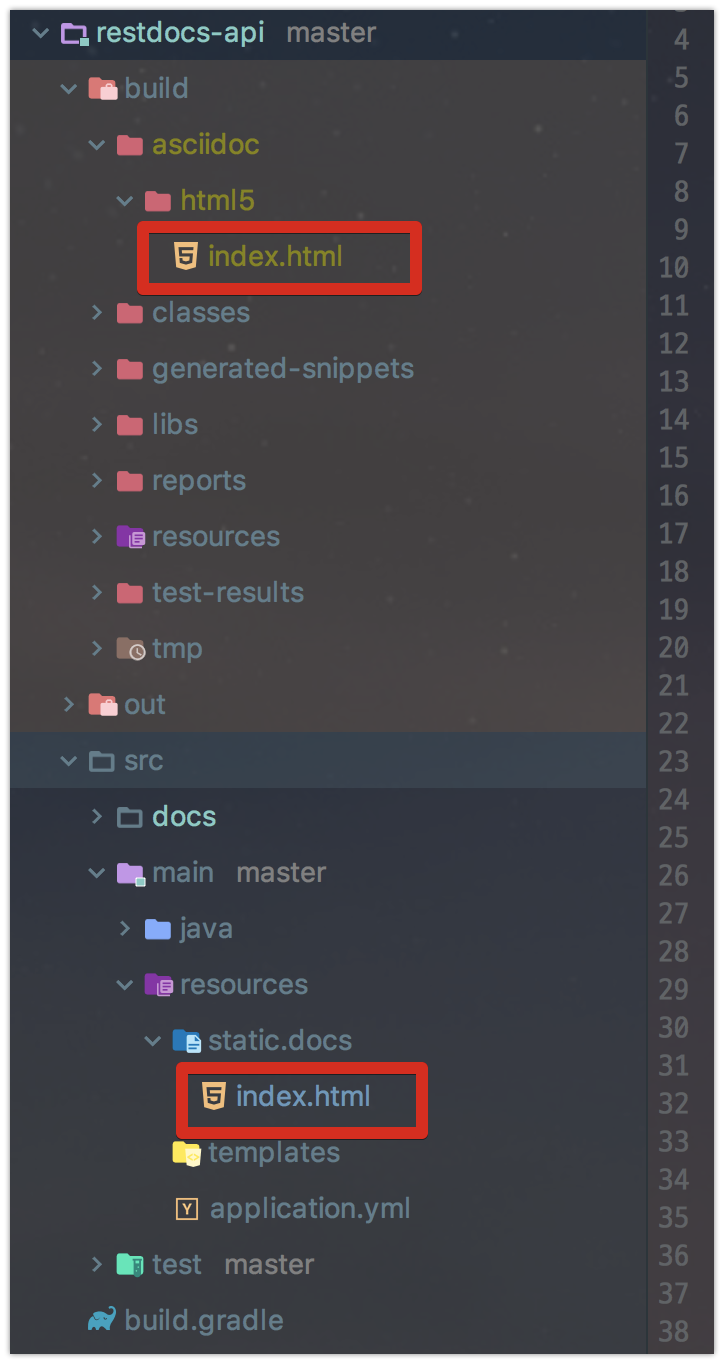 restdocs-api master
build
asciidoc
html5
index.html
classes
generated-snippets
libs
reports
resources
test-results
tmp
out
src
docs
main master
java
resources
static.docs
index.html
templates
Y application.yml
test master
build.gradle
4
5
6
7
8
9
10
11
12
13
14
15
16
17
18
19
20
21
22
23
24
25
26
27
28
29
30
31
32
33
34
35
36
37
38